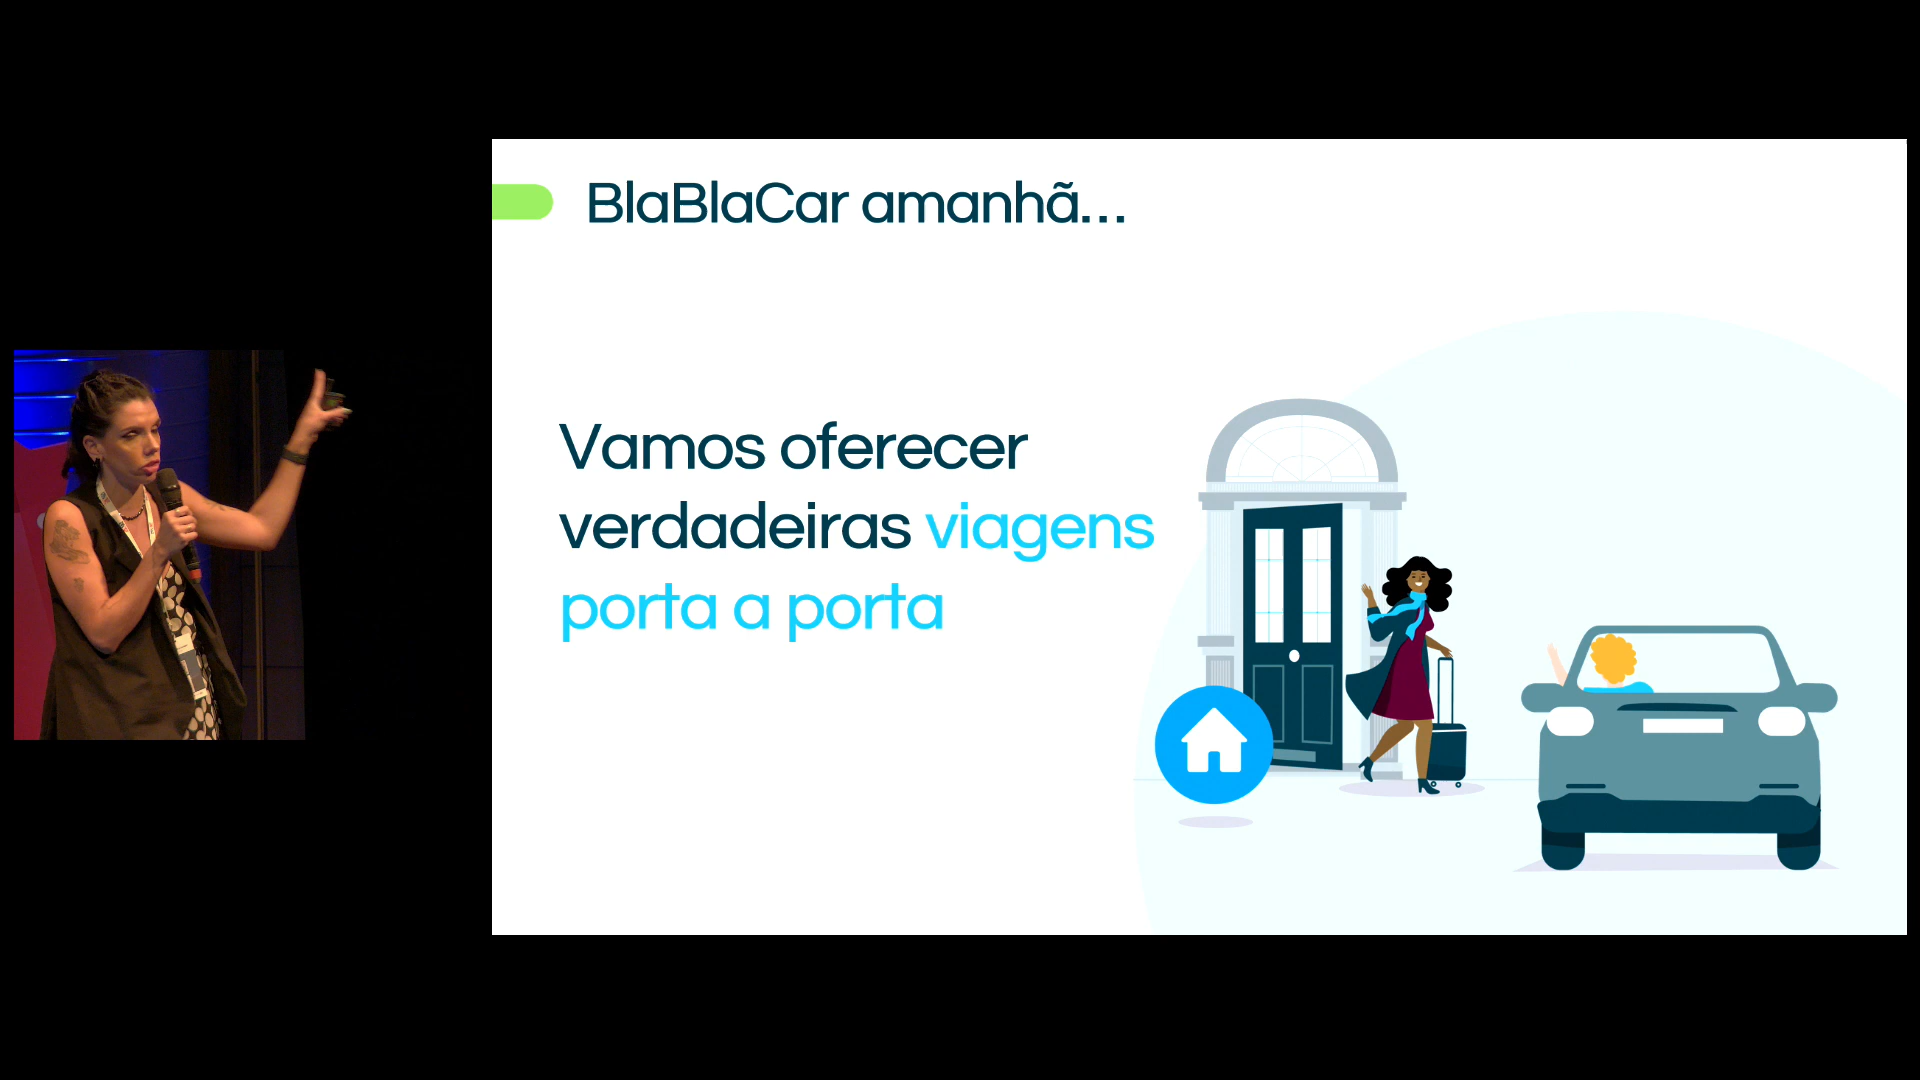 BlaBlaCar amanhã...
Vamos oferecer
verdadeiras viagens
porta a porta